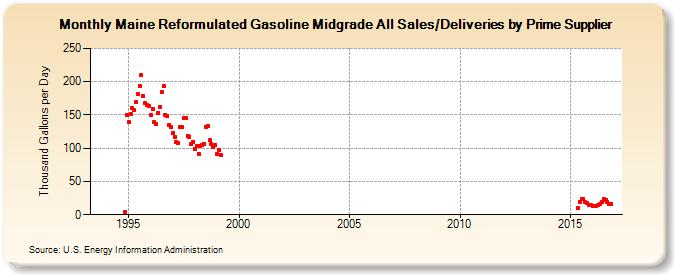 Monthly Maine Reformulated Gasoline Midgrade All Sales/Deliveries by Prime Supplier
Thousand Gallons per Day
250
200
150
100
50
0
1995 2000 2005 2010 2015
Source: U.S. Energy Information Administration